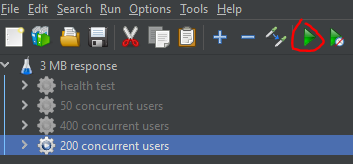 File Edit Search Run Options Tools Help
3 MB response
health test
50 concurrent users
400 concurrent users
200 concurrent users